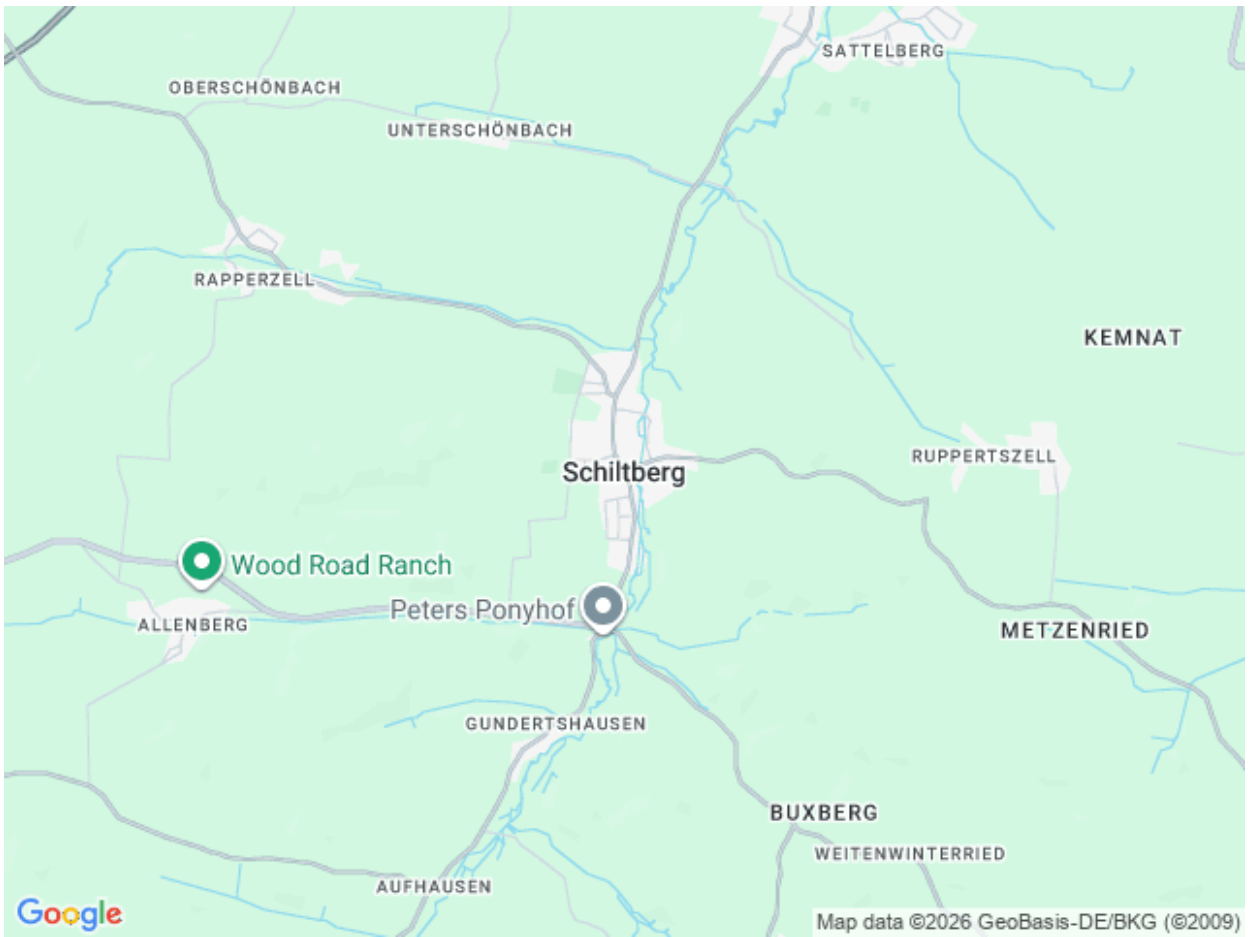 SATTELBERG
OBERSCHÖNBACH
UNTERSCHÖNBACH
RAPPERZELL
KEMNAT
RUPPERTSZELL
Schiltberg
Wood Road Ranch
Peters Ponyhof
ALLENBERG
METZENRIED
GUNDERTSHAUSEN
BUXBERG
WEITENWINTERRIED
AUFHAUSEN
Google
Map data ©2026 GeoBasis-DE/BKG (©2009)